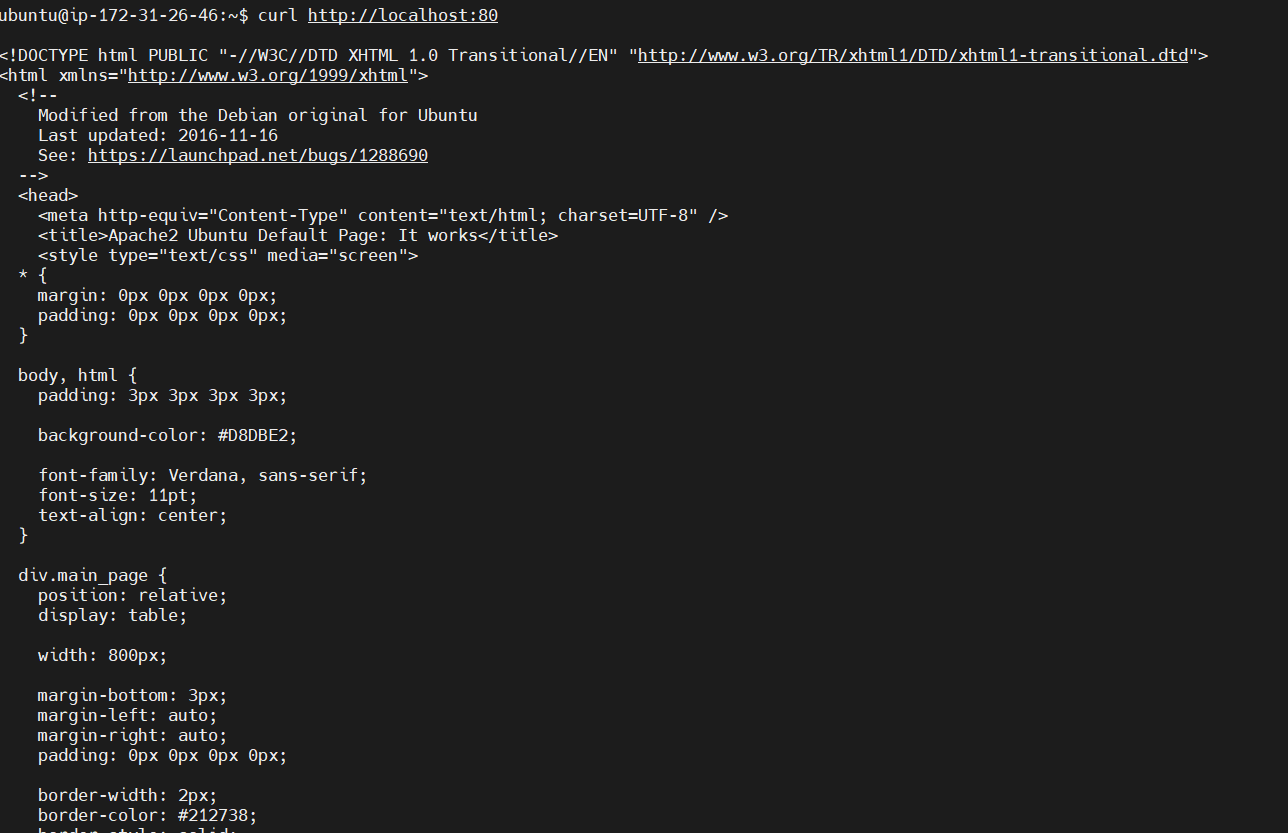 ubuntu@ip-172-31-26-46:~$ curl http://localhost:80
<!DOCTYPE html PUBLIC "-//W3C//DTD XHTML 1.0 Transitional//EN" "http://www.w3.org/TR/xhtml1/DTD/xhtml1-transitional.dtd">
<html xmlns="http://www.w3.org/1999/xhtml">
  <!--
    Modified from the Debian original for Ubuntu
    Last updated: 2016-11-16
    See: https://launchpad.net/bugs/1288690
  -->
  <head>
    <meta http-equiv="Content-Type" content="text/html; charset=UTF-8" />
    <title>Apache2 Ubuntu Default Page: It works</title>
    <style type="text/css" media="screen">
  * {
    margin: 0px 0px 0px 0px;
    padding: 0px 0px 0px 0px;
  }
  body, html {
    padding: 3px 3px 3px 3px;
    background-color: #D8DBE2;
    font-family: Verdana, sans-serif;
    font-size: 11pt;
    text-align: center;
  }
  div.main_page {
    position: relative;
    display: table;
    width: 800px;
    margin-bottom: 3px;
    margin-left: auto;
    margin-right: auto;
    padding: 0px 0px 0px 0px;
    border-width: 2px;
    border-color: #212738;
    border-style: solid;